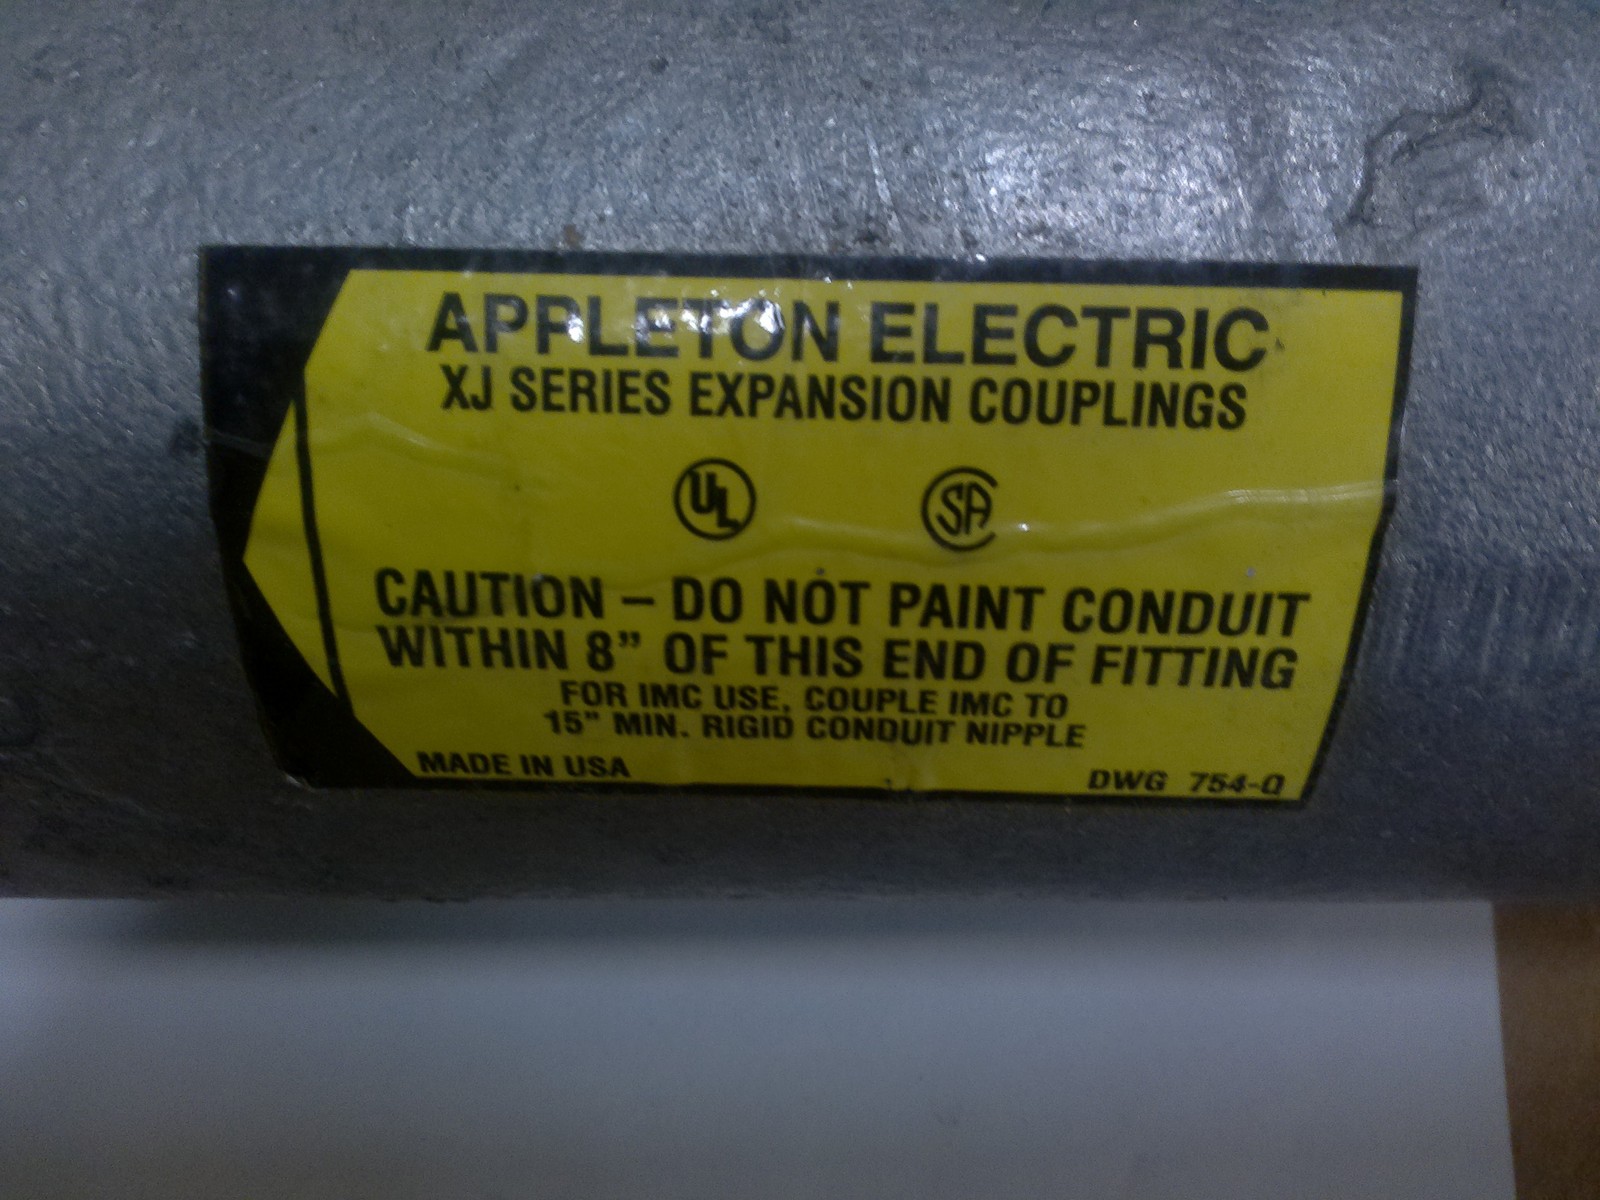 APPLETON ELECTRIC
XJ SERIES EXPANSION COUPLINGS
UL SA
CAUTION – DO NOT PAINT CONDUIT
WITHIN 8” OF THIS END OF FITTING
FOR IMC USE, COUPLE IMC TO
15" MIN. RIGID CONDUIT NIPPLE
MADE IN USA DWG 754-Q